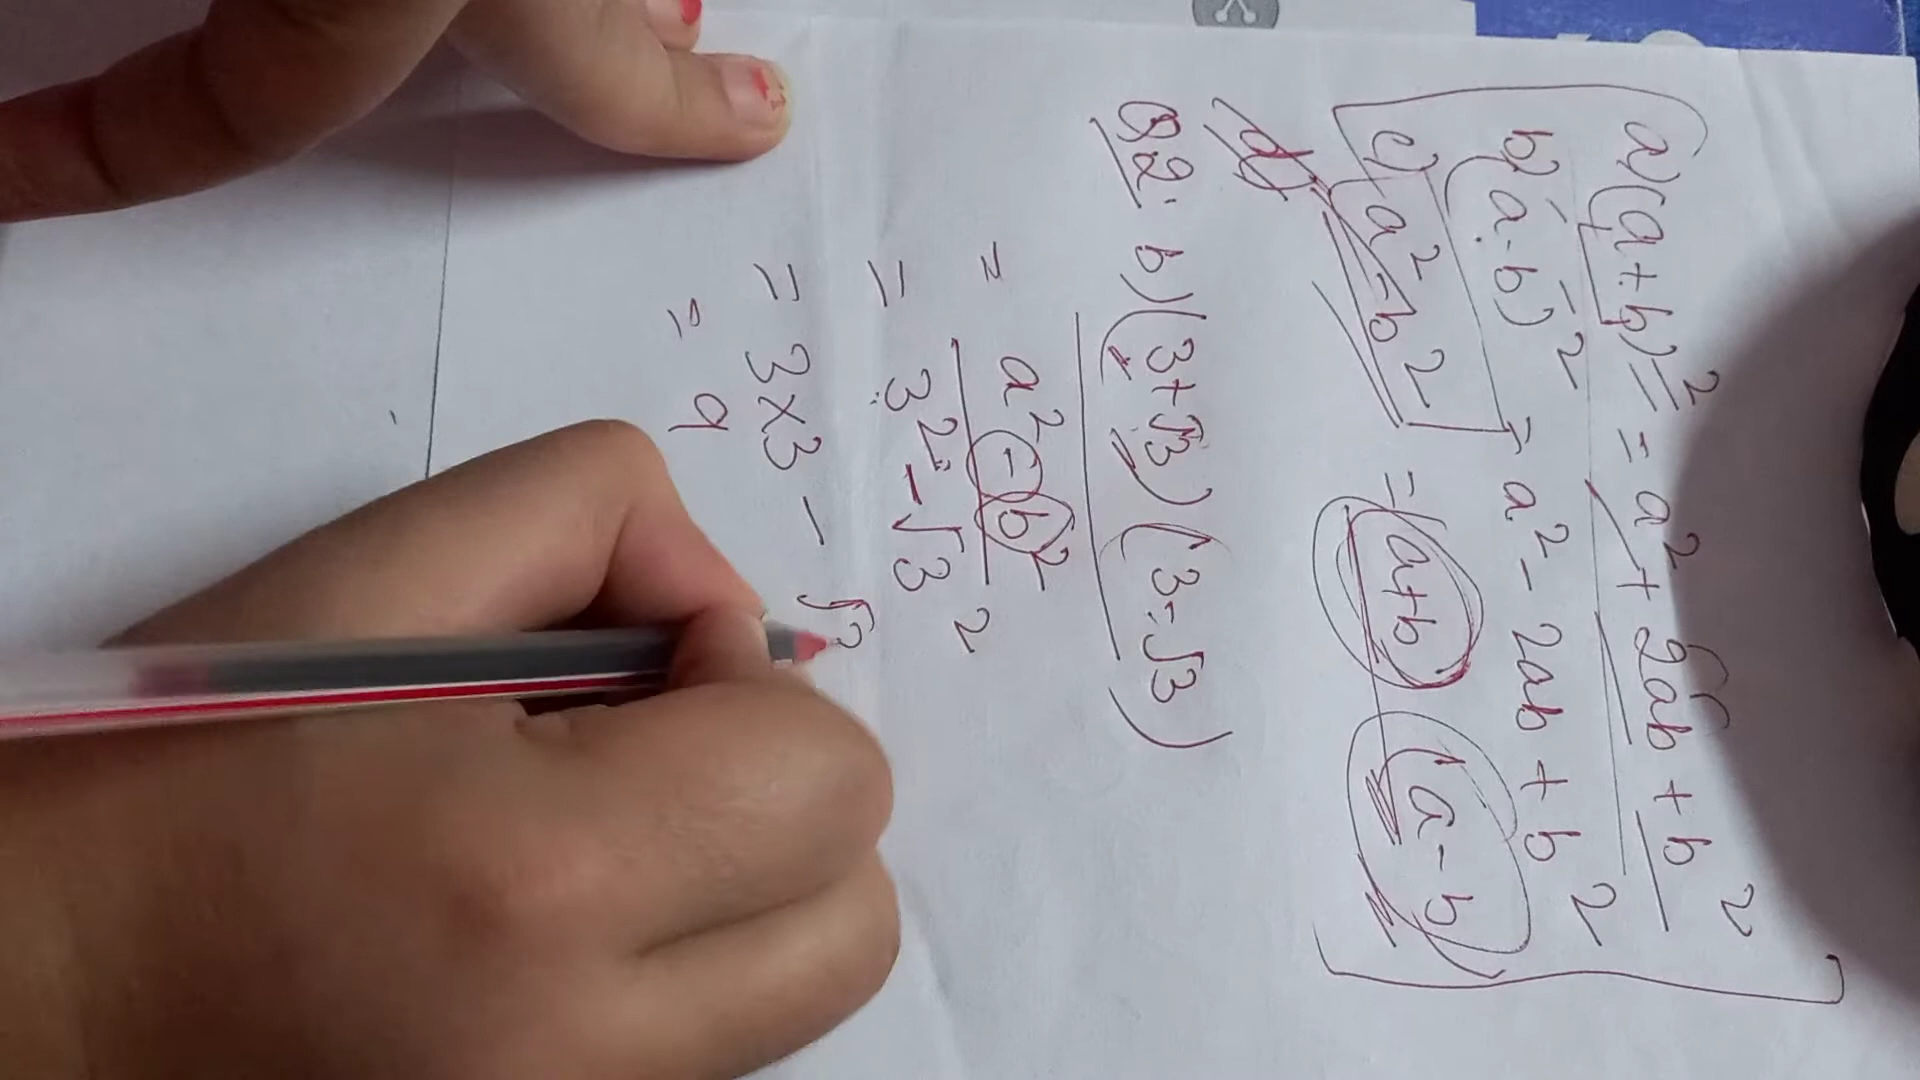 a) (a+b)² = a² + 2ab + b²
b) (a-b)² = a² - 2ab + b²
c) a²-b² = (a+b) (a-b)
Q.2: b) (3+√3) (3-√3)
= a² - b²
= 3² - √3²
= 3×3 - √3
= 9